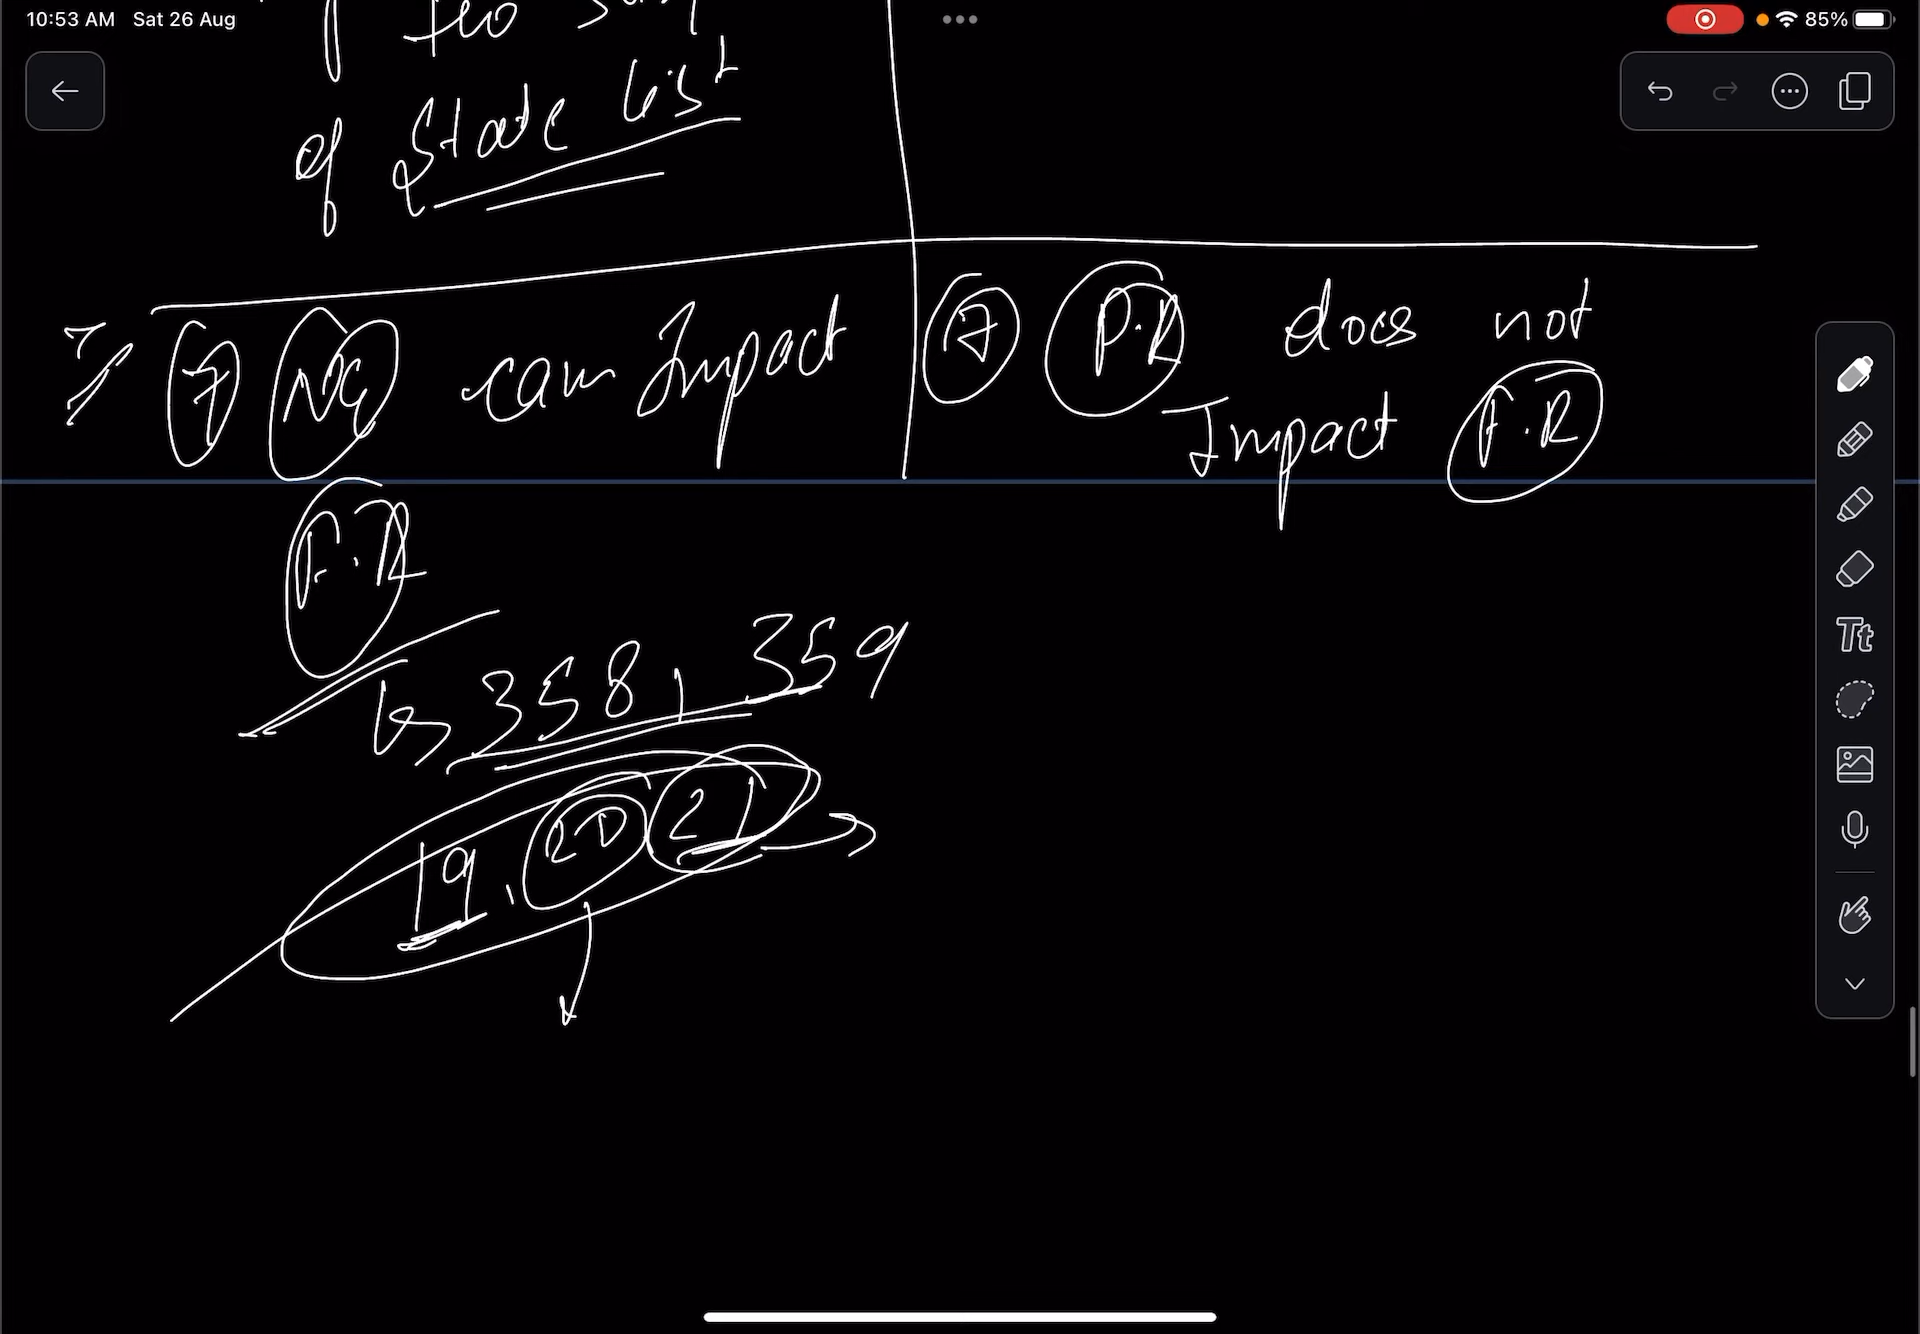 10:53 AM Sat 26 Aug
85%
of State list
7 NE can Impact
F.R
358, 359
19, 20 21
7 P.R does not
Impact F.R
Tt